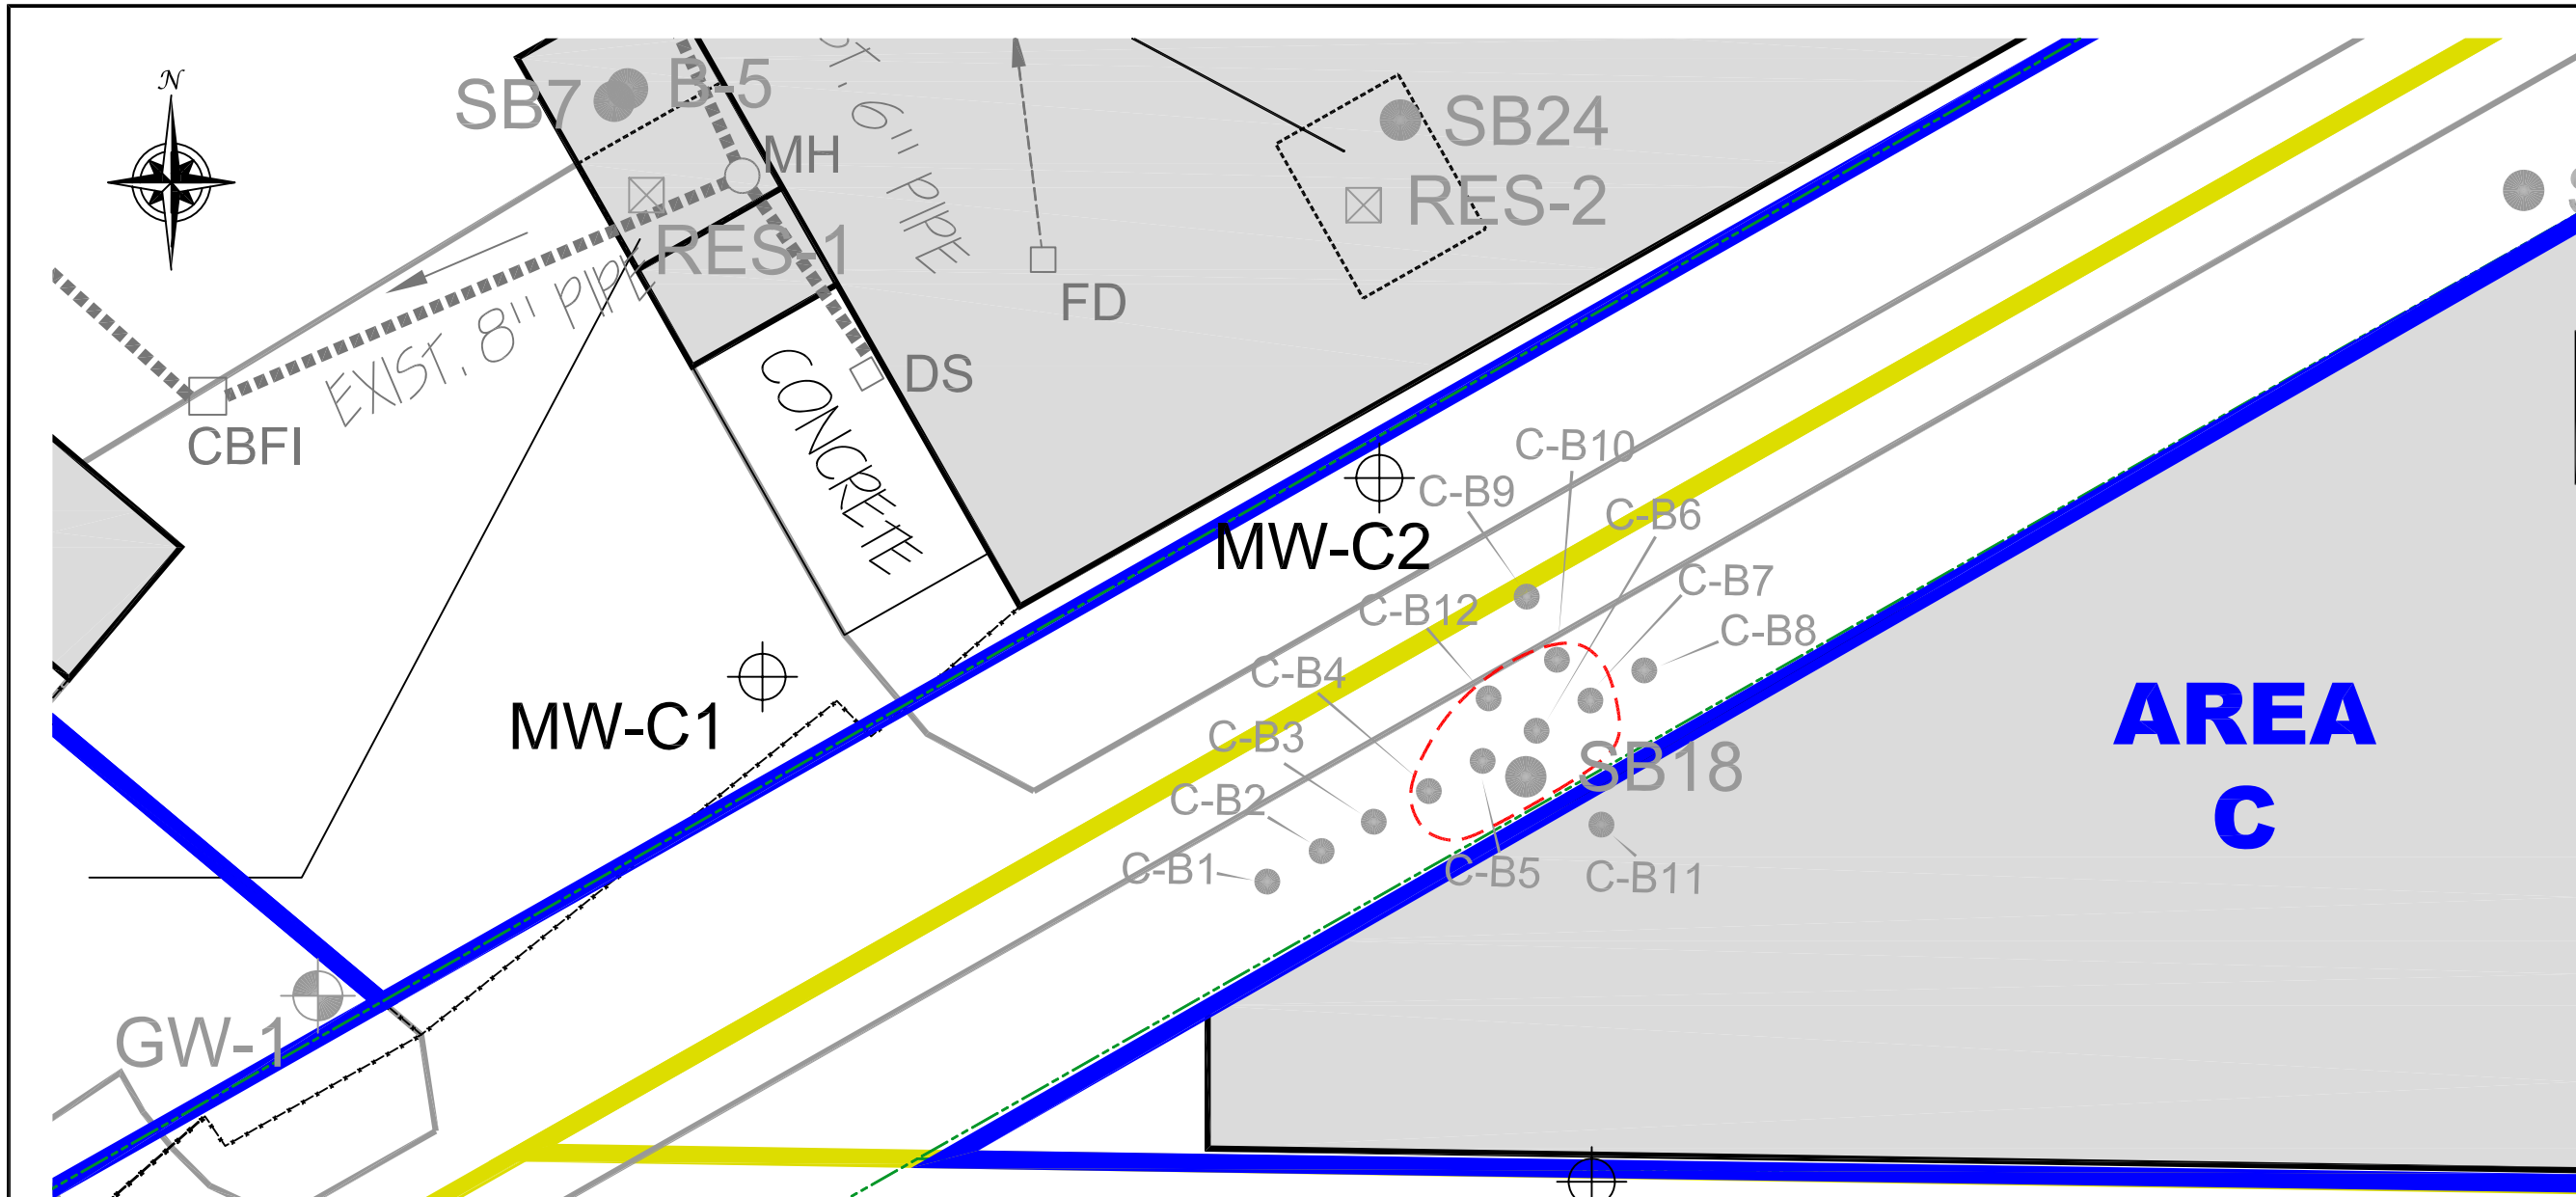 N
SB7
B-5
ST. 6" PIPE
SB24
MH
RES-2
RES-1
EXIST. 8" PIPE
FD
DS
CONCRETE
CBFI
C-B10
C-B9
C-B6
MW-C2
C-B7
C-B12
C-B8
C-B4
MW-C1
C-B3
SB18
AREA
C
C-B2
C-B1
C-B5
C-B11
GW-1